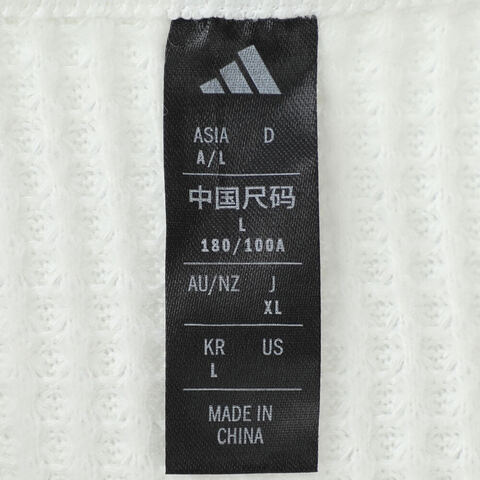 ASIA D
A/L
中国尺码
L
180/100A
AU/NZ J
XL
KR US
L
MADE IN
CHINA